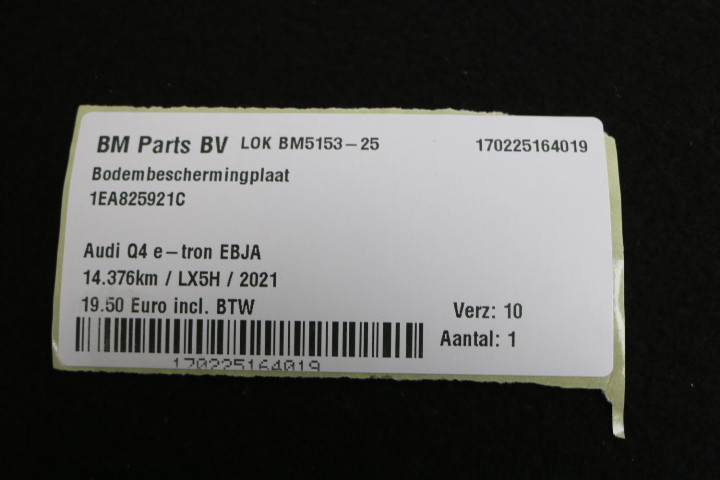 BM Parts BV LOK BM5153-25 170225164019
Bodembeschermingplaat
1EA825921C
Audi Q4 e-tron EBJA
14.376km / LX5H / 2021
19.50 Euro incl. BTW
Verz: 10
Aantal: 1
170225164019